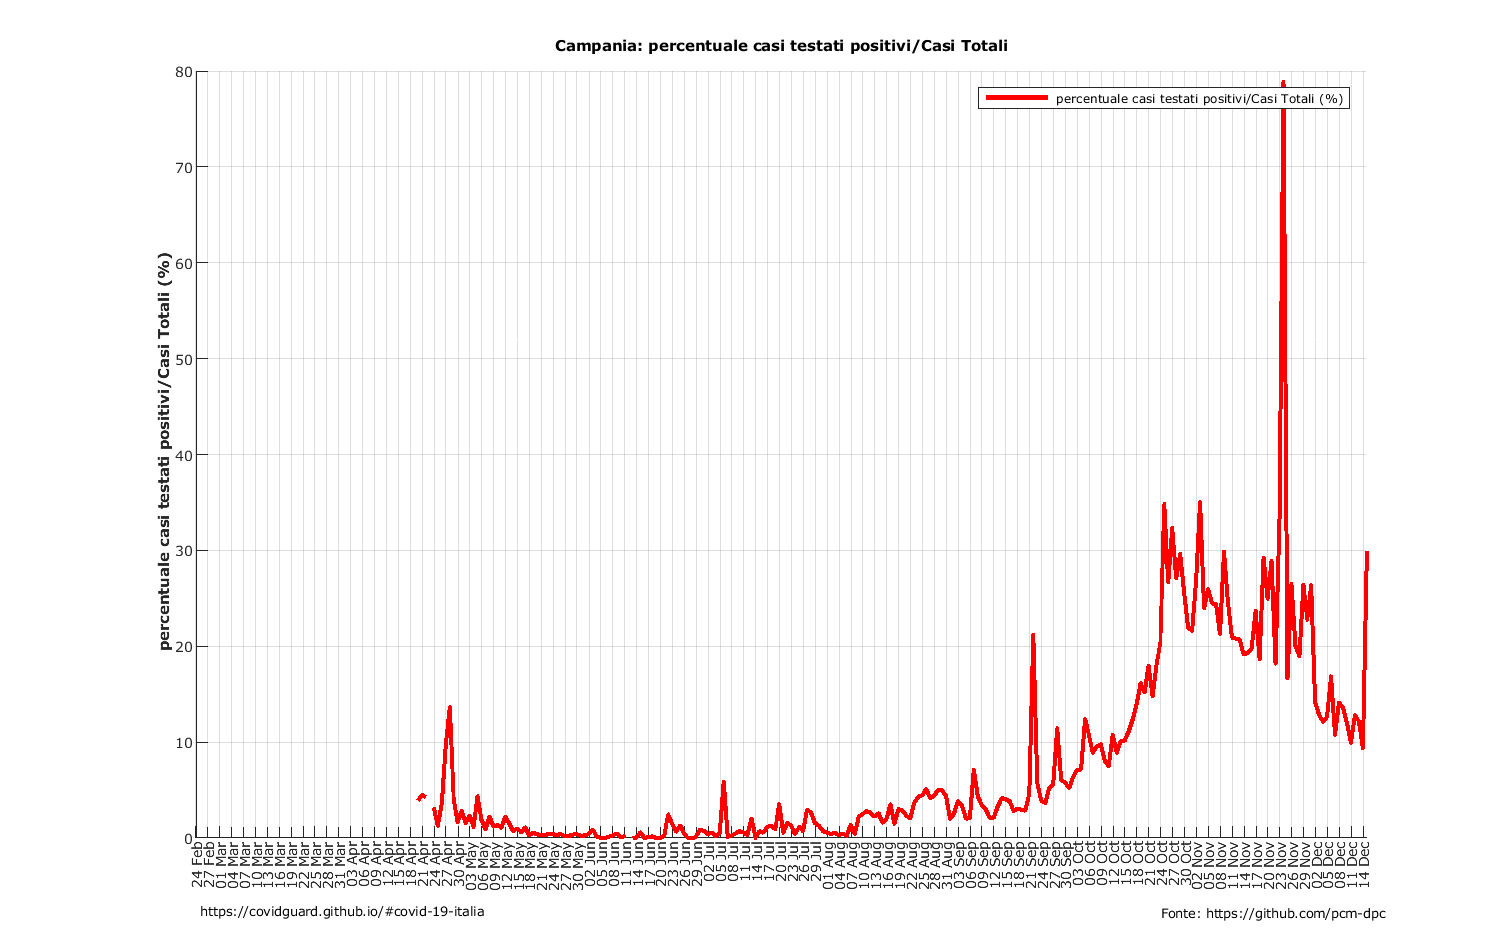 Campania: percentuale casi testati positivi/Casi Totali
percentuale casi testati positivi/Casi Totali (%)
percentuale casi testati positivi/Casi Totali (%)
80
70
60
50
40
30
20
10
0
24 Feb
27 Feb
01 Mar
04 Mar
07 Mar
10 Mar
13 Mar
16 Mar
19 Mar
22 Mar
25 Mar
28 Mar
31 Mar
03 Apr
06 Apr
09 Apr
12 Apr
15 Apr
18 Apr
21 Apr
24 Apr
27 Apr
30 Apr
03 May
06 May
09 May
12 May
15 May
18 May
21 May
24 May
27 May
30 May
02 Jun
05 Jun
08 Jun
11 Jun
14 Jun
17 Jun
20 Jun
23 Jun
26 Jun
29 Jun
02 Jul
05 Jul
08 Jul
11 Jul
14 Jul
17 Jul
20 Jul
23 Jul
26 Jul
29 Jul
01 Aug
04 Aug
07 Aug
10 Aug
13 Aug
16 Aug
19 Aug
22 Aug
25 Aug
28 Aug
31 Aug
03 Sep
06 Sep
09 Sep
12 Sep
15 Sep
18 Sep
21 Sep
24 Sep
27 Sep
30 Sep
03 Oct
06 Oct
09 Oct
12 Oct
15 Oct
18 Oct
21 Oct
24 Oct
27 Oct
30 Oct
02 Nov
05 Nov
08 Nov
11 Nov
14 Nov
17 Nov
20 Nov
23 Nov
26 Nov
29 Nov
02 Dec
05 Dec
08 Dec
11 Dec
14 Dec
https://covidguard.github.io/#covid-19-italia
Fonte: https://github.com/pcm-dpc